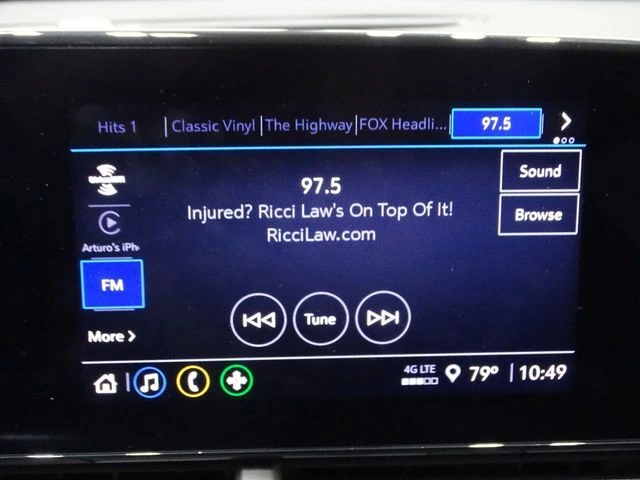 Hits 1 Classic Vinyl The Highway FOX Headli... 97.5
Sound
97.5
Injured? Ricci Law's On Top Of It!
Browse
RicciLaw.com
Arturo's iPh
FM
Tune
More >
4G LTE 79° 10:49